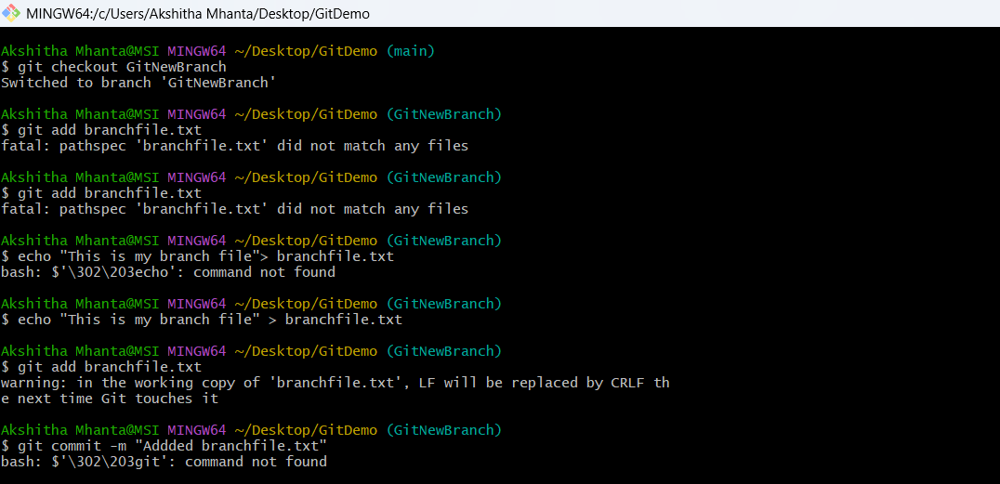 MINGW64:/c/Users/Akshitha Mhanta/Desktop/GitDemo
Akshitha Mhanta@MSI MINGW64 ~/Desktop/GitDemo (main)
$ git checkout GitNewBranch
Switched to branch 'GitNewBranch'
Akshitha Mhanta@MSI MINGW64 ~/Desktop/GitDemo (GitNewBranch)
$ git add branchfile.txt
fatal: pathspec 'branchfile.txt' did not match any files
Akshitha Mhanta@MSI MINGW64 ~/Desktop/GitDemo (GitNewBranch)
$ git add branchfile.txt
fatal: pathspec 'branchfile.txt' did not match any files
Akshitha Mhanta@MSI MINGW64 ~/Desktop/GitDemo (GitNewBranch)
$ echo "This is my branch file"> branchfile.txt
bash: $'\302\203echo': command not found
Akshitha Mhanta@MSI MINGW64 ~/Desktop/GitDemo (GitNewBranch)
$ echo "This is my branch file" > branchfile.txt
Akshitha Mhanta@MSI MINGW64 ~/Desktop/GitDemo (GitNewBranch)
$ git add branchfile.txt
warning: in the working copy of 'branchfile.txt', LF will be replaced by CRLF th
e next time Git touches it
Akshitha Mhanta@MSI MINGW64 ~/Desktop/GitDemo (GitNewBranch)
$ git commit -m "Addded branchfile.txt"
bash: $'\302\203git': command not found